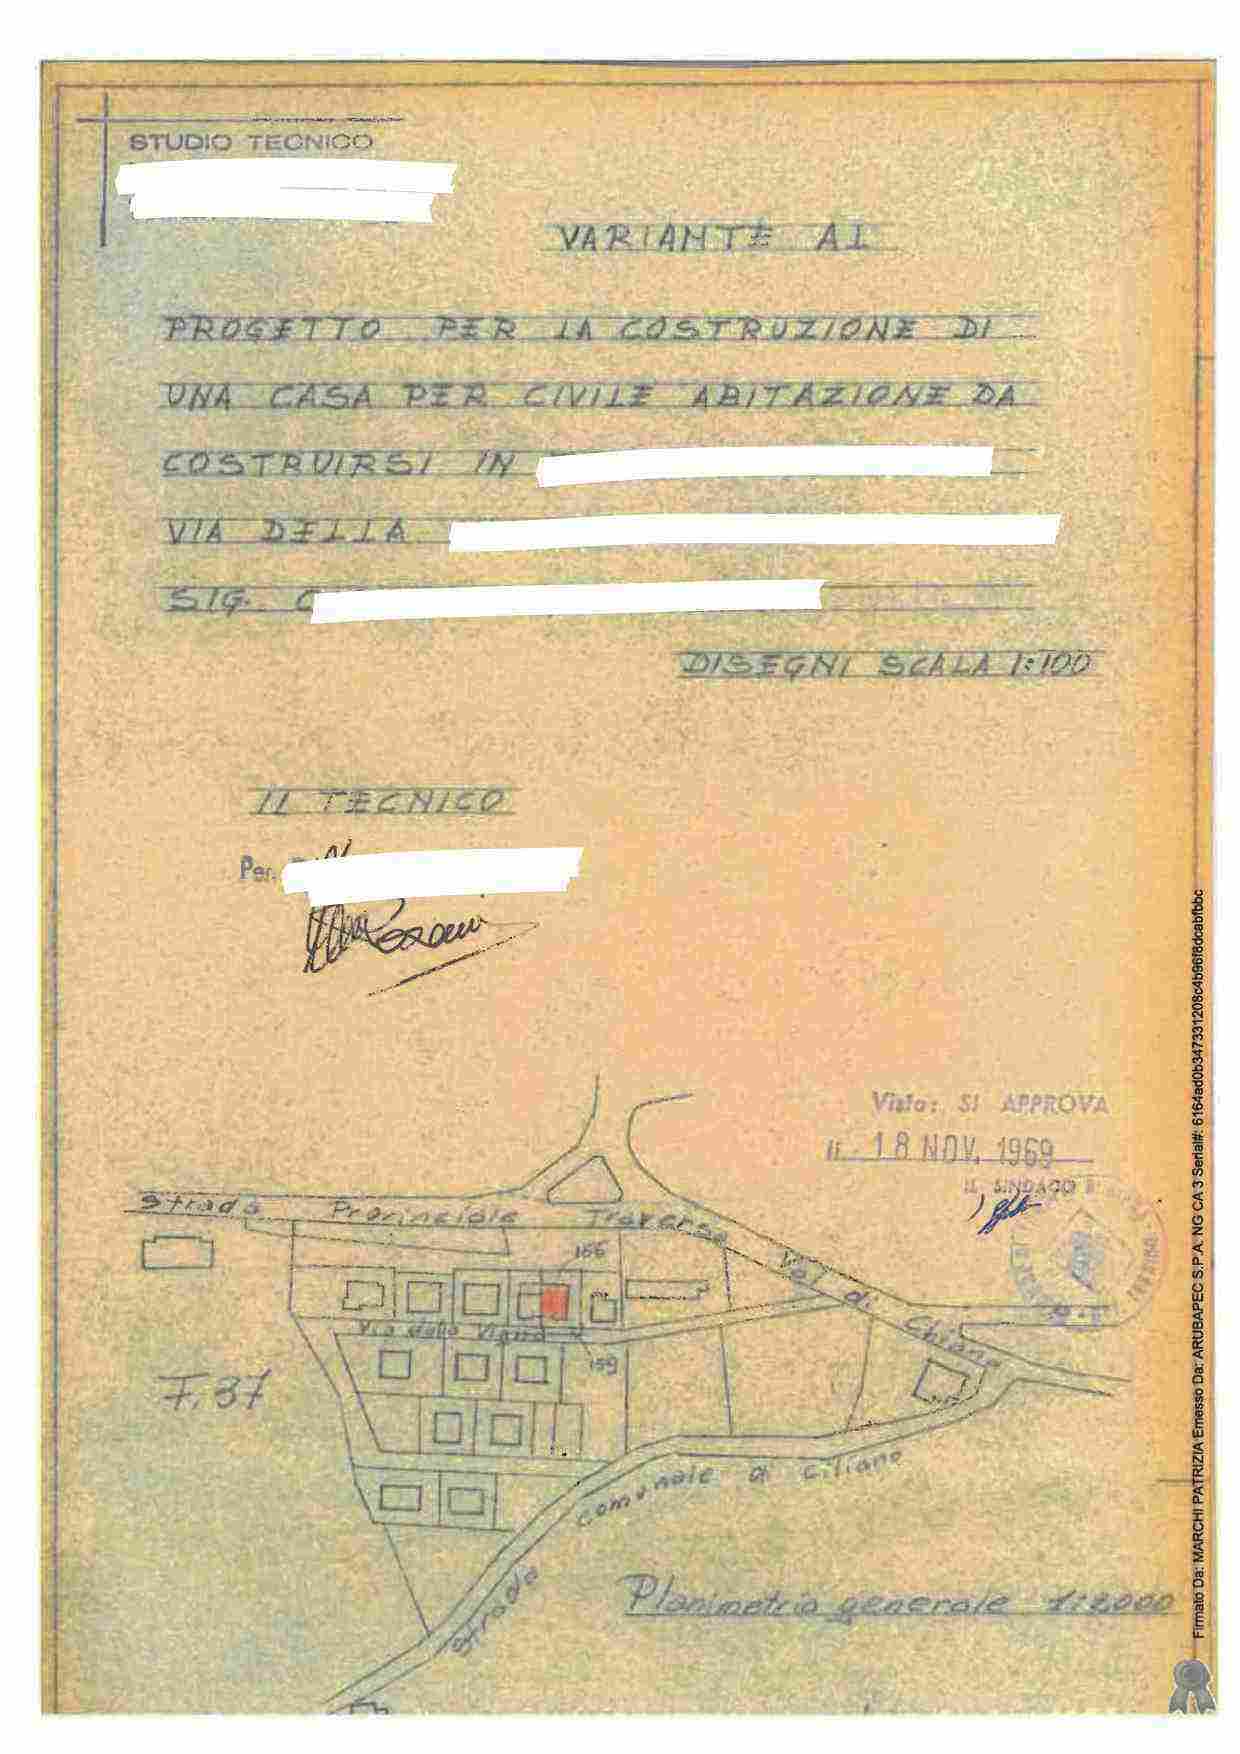 STUDIO TECNICO
VARIANTE AL
PROGETTO PER LA COSTRUZIONE DI
UNA CASA PER CIVILE ABITAZIONE DA
COSTRUIRSI IN
VIA DELLA
SIG. C
DISEGNI SCALA 1:100
IL TECNICO
Per.
Visto: SI APPROVA
li 18 NOV. 1969
IL SINDACO
Strada Provinciale Traversa Val di Chiana
156
Via della Vigna
159
F. 37
Strada Comunale di Ciliano
Planimetria generale 1:2000
Firmato Da: MARCHI PATRIZIA Emesso Da: ARUBAPEC S.P.A. NG CA 3 Serial#: 6164ad0b347331208c4b96f8dcabfbbc